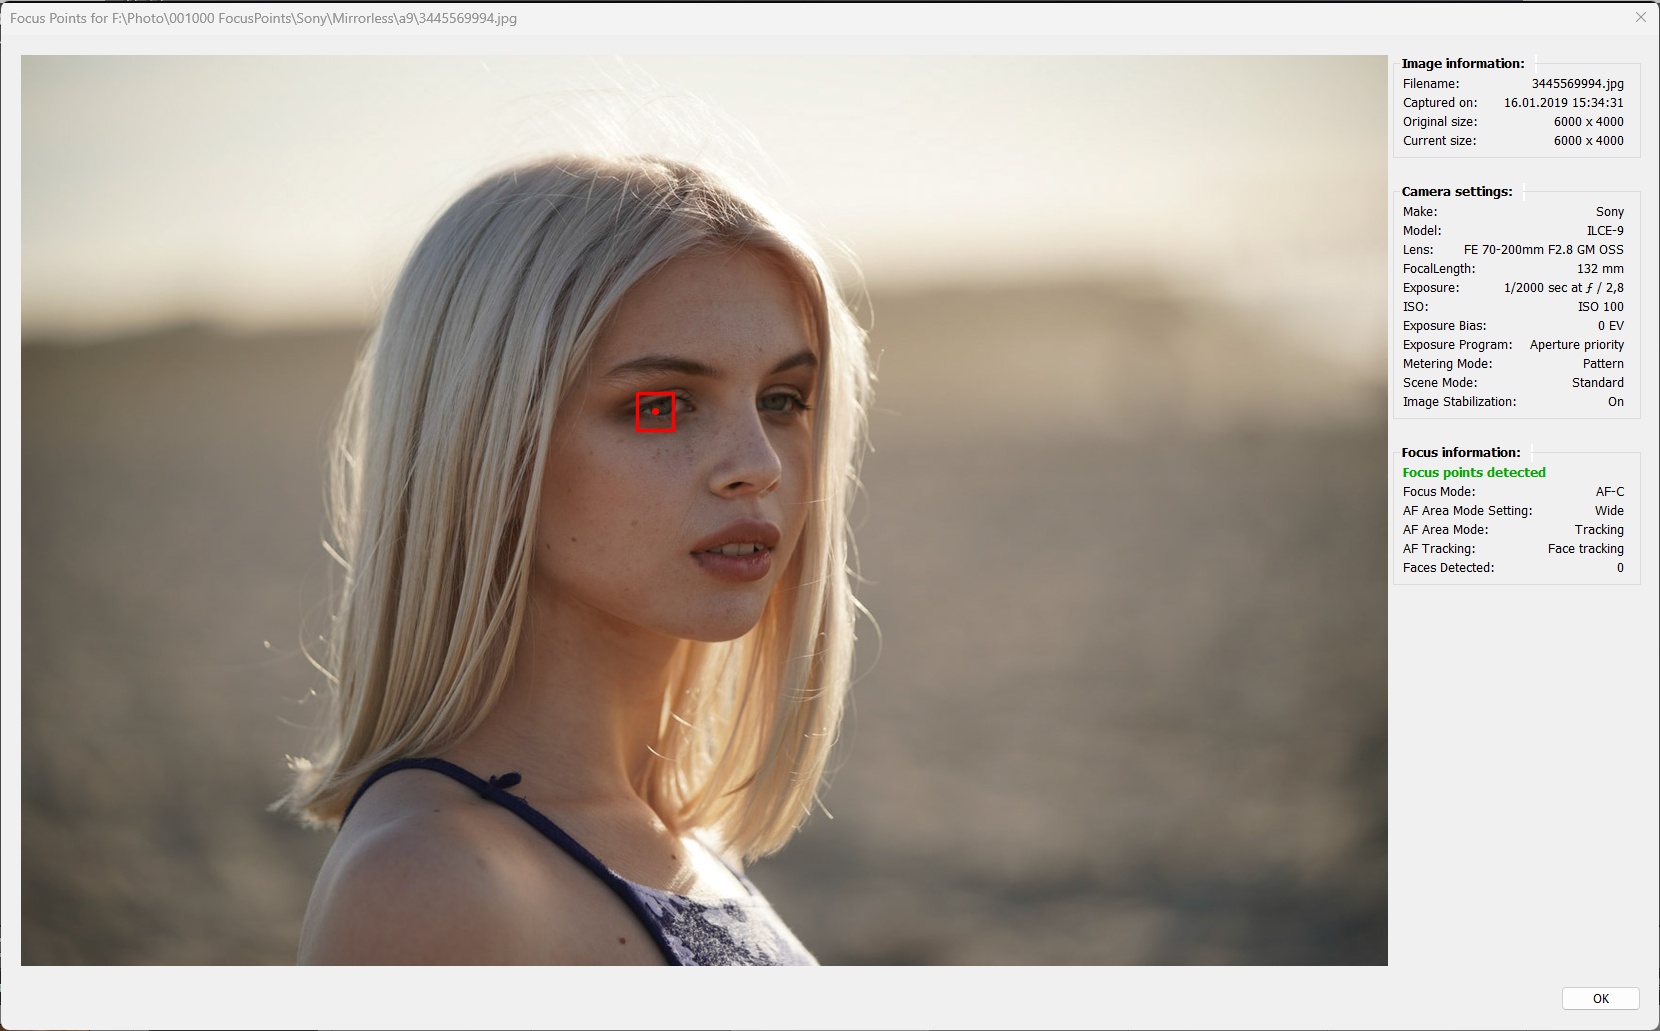 Focus Points for F:\Photo\001000 FocusPoints\Sony\Mirrorless\a9\3445569994.jpg
Image information:
Filename: 3445569994.jpg
Captured on: 16.01.2019 15:34:31
Original size: 6000 x 4000
Current size: 6000 x 4000
Camera settings:
Make: Sony
Model: ILCE-9
Lens: FE 70-200mm F2.8 GM OSS
FocalLength: 132 mm
Exposure: 1/2000 sec at ƒ / 2,8
ISO: ISO 100
Exposure Bias: 0 EV
Exposure Program: Aperture priority
Metering Mode: Pattern
Scene Mode: Standard
Image Stabilization: On
Focus information:
Focus points detected
Focus Mode: AF-C
AF Area Mode Setting: Wide
AF Area Mode: Tracking
AF Tracking: Face tracking
Faces Detected: 0
OK